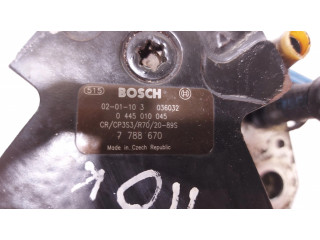 515 BOSCH
02-01-10 3 036032
0 445 010 045
CR/CP3S3/R70/20-89S
7 788 670
Made in Czech Republic